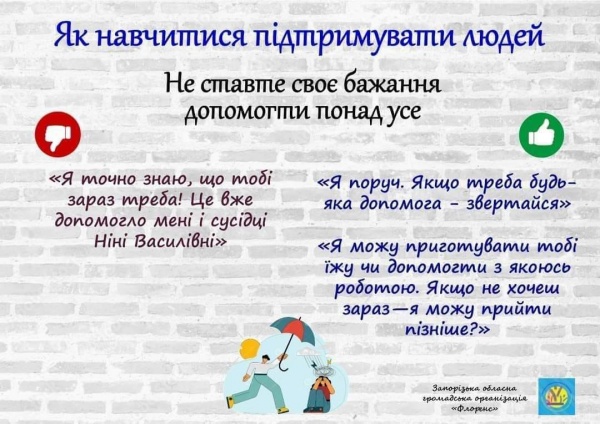 Як навчитися підтримувати людей
Не ставте своє бажання
допомогти понад усе
«Я точно знаю, що тобі
зараз треба! Це вже
допомогло мені і сусідці
Ніні Василівні»
«Я поруч. Якщо треба будь-
яка допомога - звертайся»
«Я можу приготувати тобі
їжу чи допомогти з якоюсь
роботою. Якщо не хочеш
зараз—я можу прийти
пізніше?»
Запорізька обласна
громадська організація
«Флоренс»